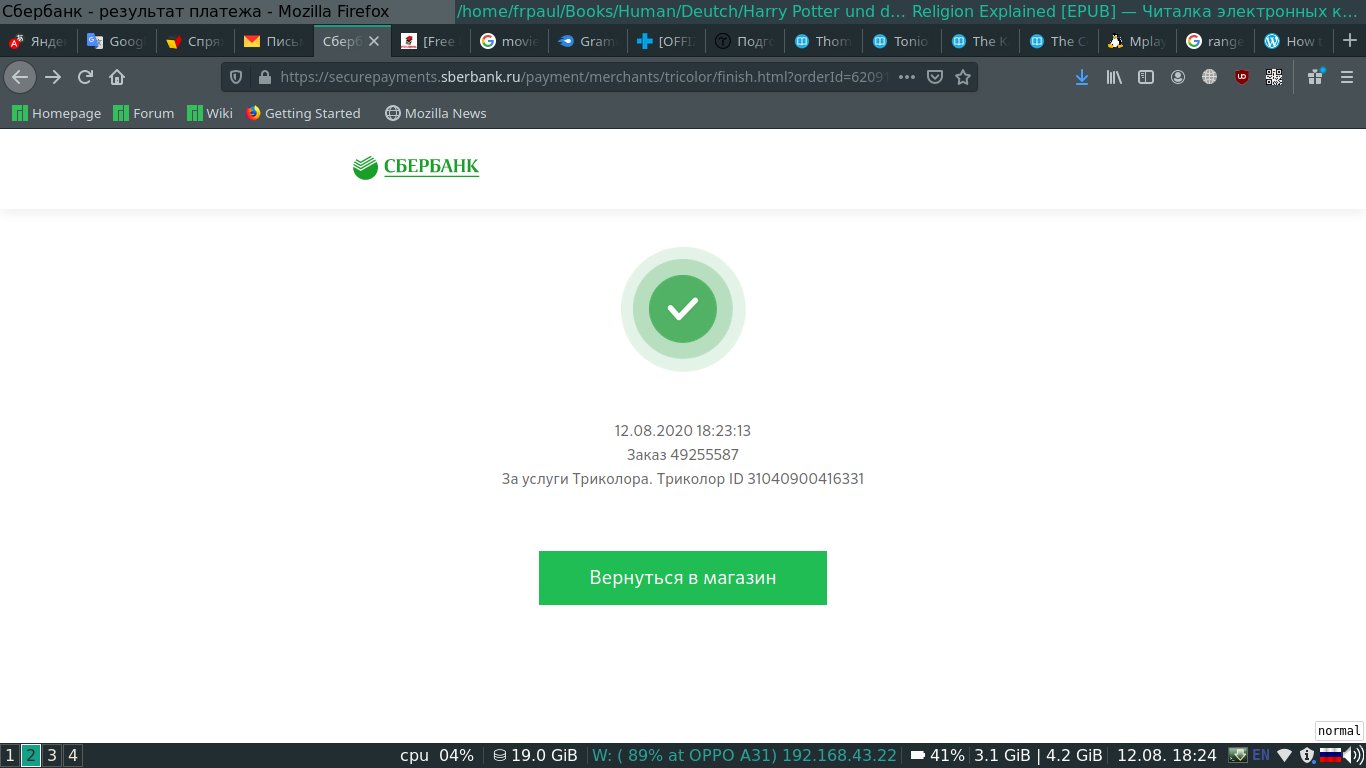 Сбербанк - результат платежа - Mozilla Firefox
/home/frpaul/Books/Human/Deutch/Harry Potter und d…
Religion Explained [EPUB] — Читалка электронных к…
Янде
Goog
Спря
Письм
Сберб
[Free
movie
Gram
[OFFI
Подго
Thom
Tonio
The K
The C
Mplay
range
How t
https://securepayments.sberbank.ru/payment/merchants/tricolor/finish.html?orderId=62091
Homepage
Forum
Wiki
Getting Started
Mozilla News
СБЕРБАНК
12.08.2020 18:23:13
Заказ 49255587
За услуги Триколора. Триколор ID 31040900416331
Вернуться в магазин
normal
1 2 3 4
cpu 04%
19.0 GiB
W: ( 89% at OPPO A31) 192.168.43.22
41%
3.1 GiB | 4.2 GiB
12.08. 18:24
EN